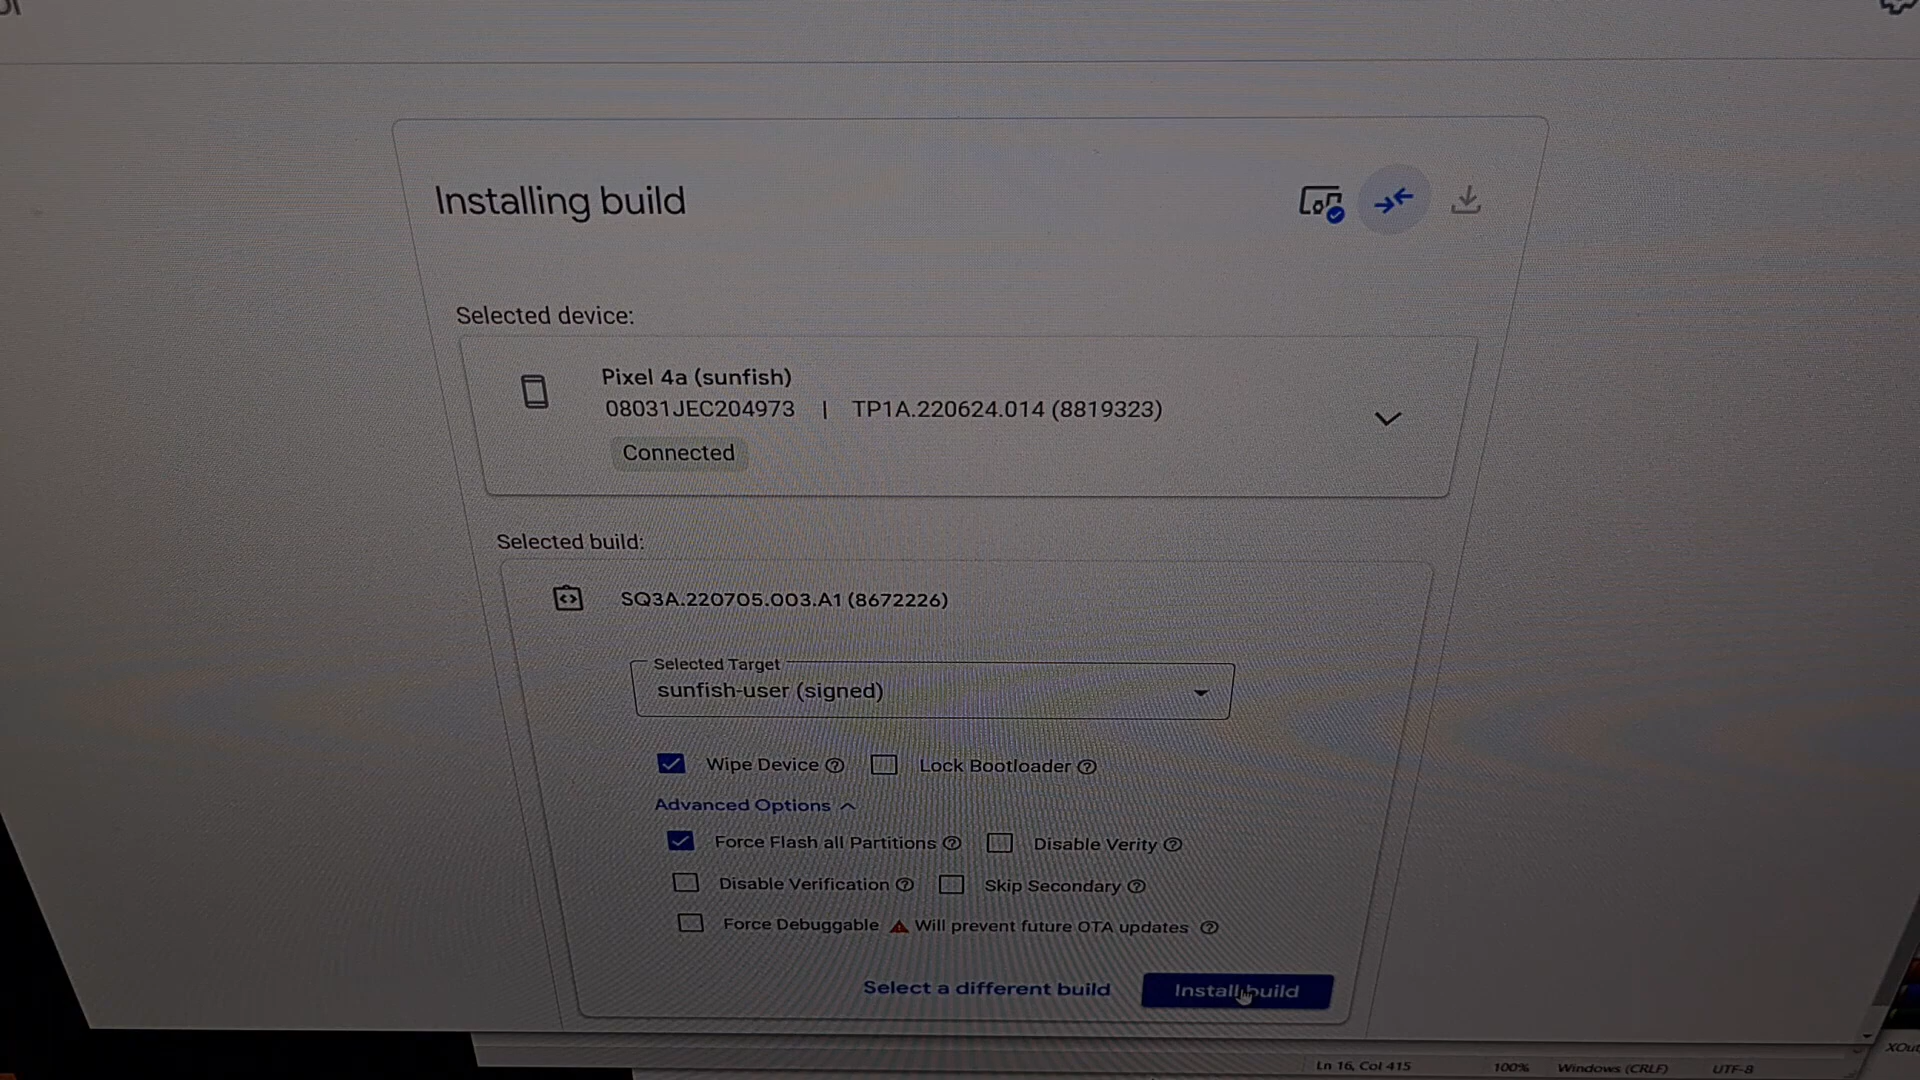 Installing build
Selected device:
Pixel 4a (sunfish)
08031JEC204973 | TP1A.220624.014 (8819323)
Connected
Selected build:
SQ3A.220705.003.A1 (8672226)
Selected Target
sunfish-user (signed)
Wipe Device Lock Bootloader
Advanced Options
Force Flash all Partitions Disable Verity
Disable Verification Skip Secondary
Force Debuggable Will prevent future OTA updates
Select a different build Install build
Ln 16, Col 415 100% Windows (CRLF) UTF-8